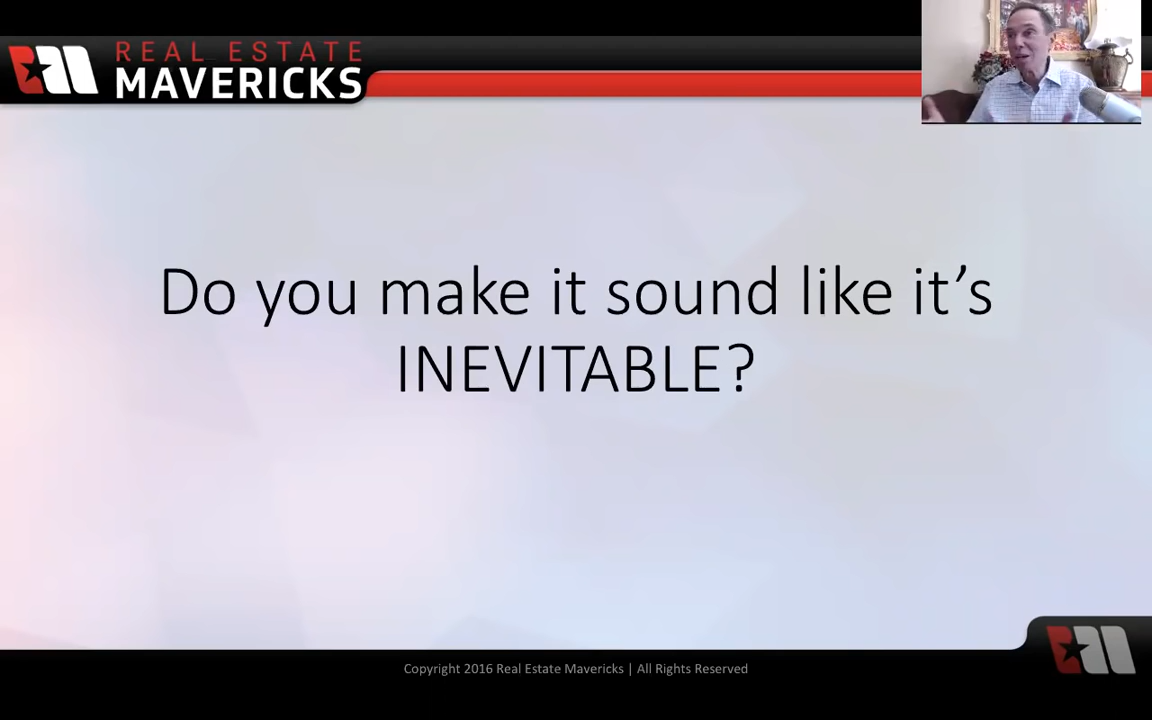 REAL ESTATE
MAVERICKS
Do you make it sound like it’s
INEVITABLE?
Copyright 2016 Real Estate Mavericks | All Rights Reserved